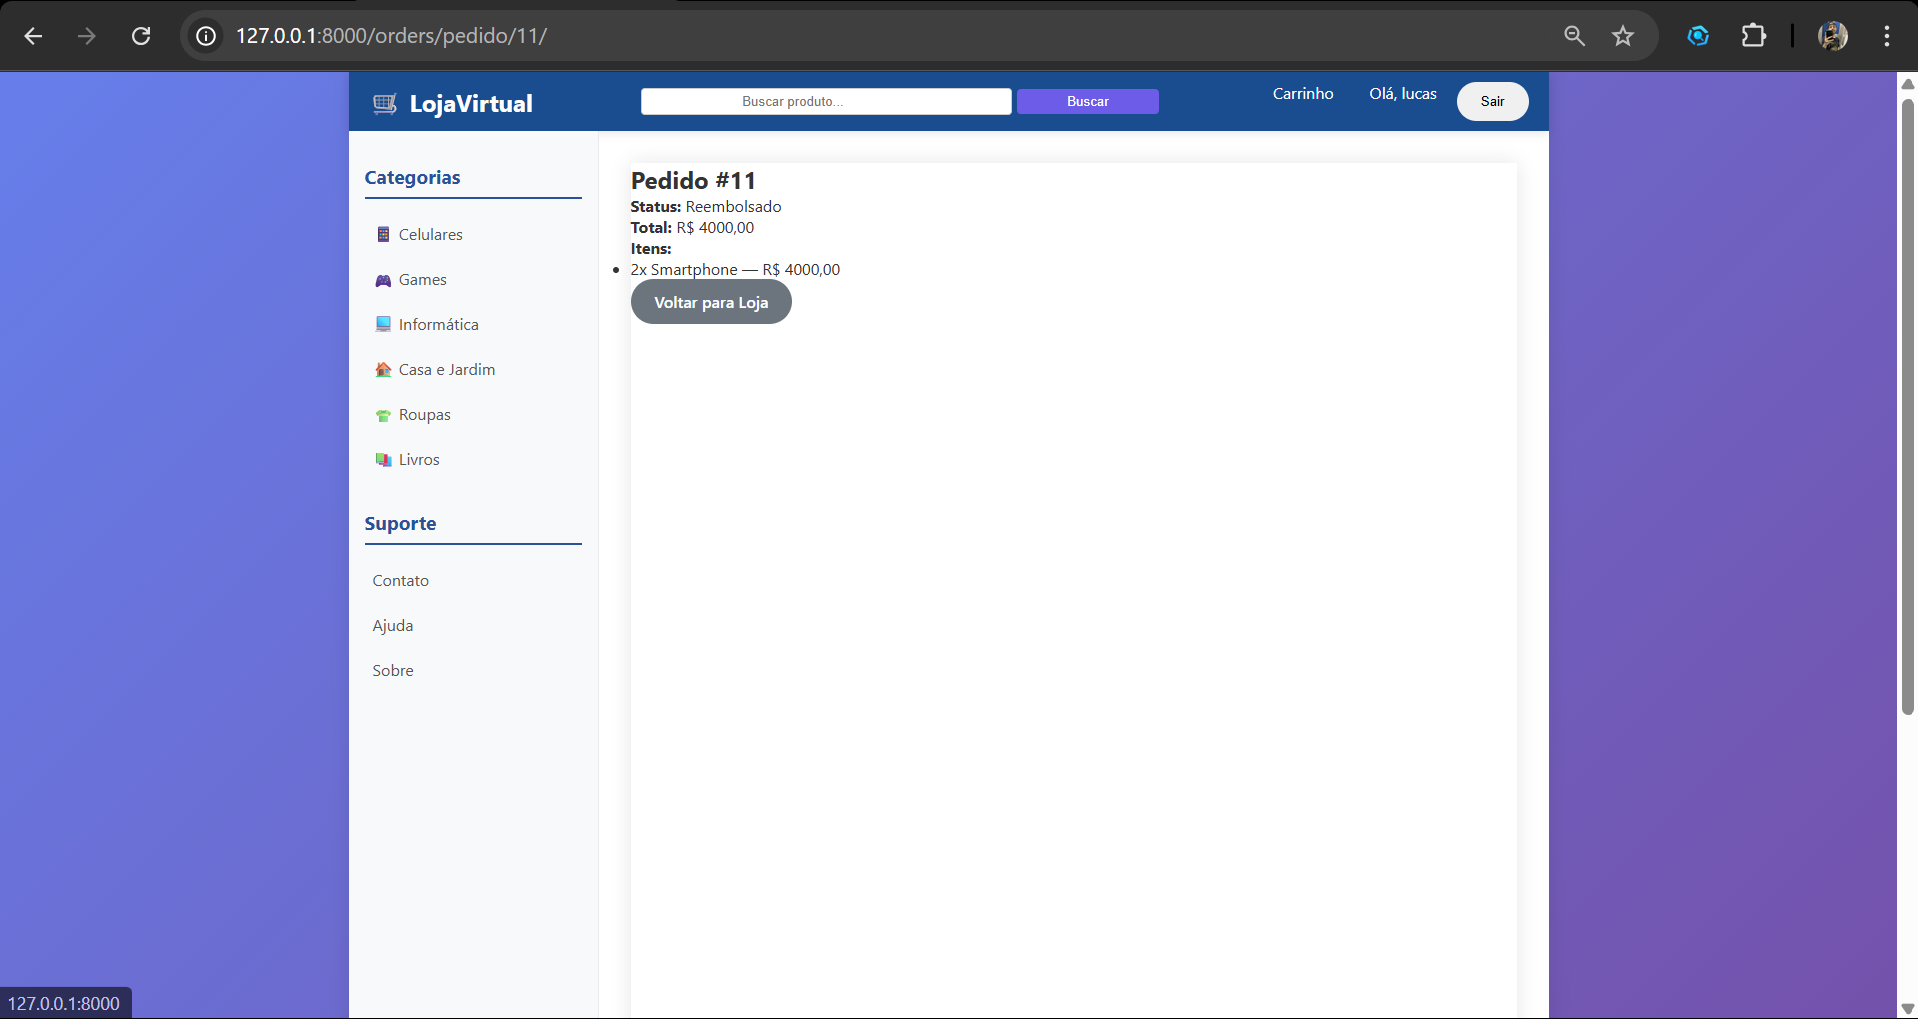 127.0.0.1:8000/orders/pedido/11/
LojaVirtual
Buscar produto...
Buscar
Carrinho
Olá, lucas
Sair
Categorias
Celulares
Games
Informática
Casa e Jardim
Roupas
Livros
Suporte
Contato
Ajuda
Sobre
Pedido #11
Status: Reembolsado
Total: R$ 4000,00
Itens:
2x Smartphone — R$ 4000,00
Voltar para Loja
127.0.0.1:8000